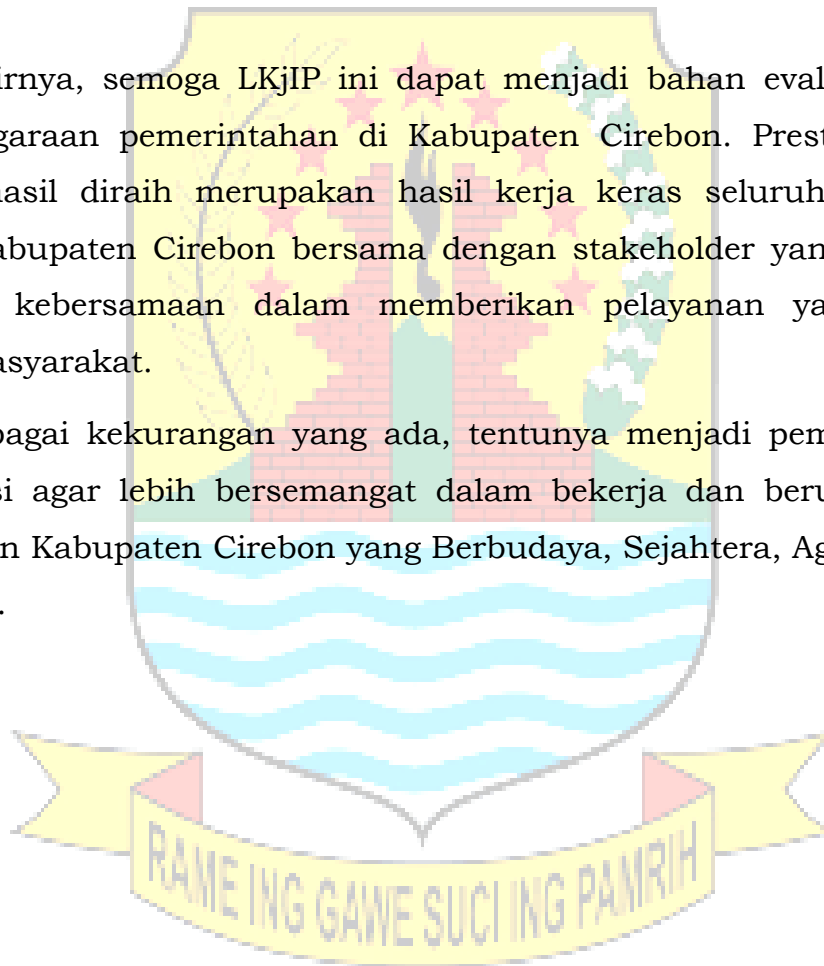 irnya, semoga LKjIP ini dapat menjadi bahan eval
garaan pemerintahan di Kabupaten Cirebon. Prest
asil diraih merupakan hasil kerja keras seluruh
abupaten Cirebon bersama dengan stakeholder yan
kebersamaan dalam memberikan pelayanan ya
asyarakat.
bagai kekurangan yang ada, tentunya menjadi pem
si agar lebih bersemangat dalam bekerja dan beru
n Kabupaten Cirebon yang Berbudaya, Sejahtera, Ag
.
RAME ING GAWE SUCI ING PAMRIH